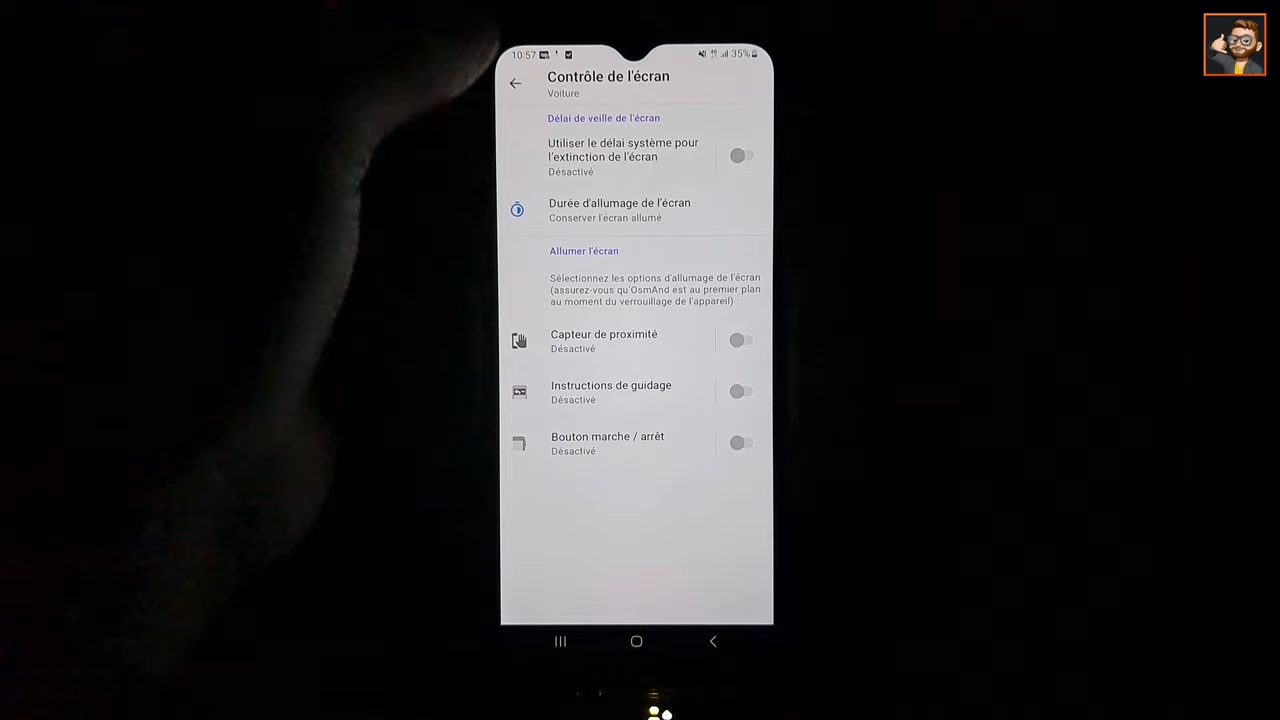 10:57
35%
Contrôle de l'écran
Voiture
Délai de veille de l'écran
Utiliser le délai système pour
l'extinction de l'écran
Désactivé
Durée d'allumage de l'écran
Conserver l'écran allumé
Allumer l'écran
Sélectionnez les options d'allumage de l'écran
(assurez-vous qu'OsmAnd est au premier plan
au moment du verrouillage de l'appareil) :
Capteur de proximité
Désactivé
Instructions de guidage
Désactivé
Bouton marche / arrêt
Désactivé